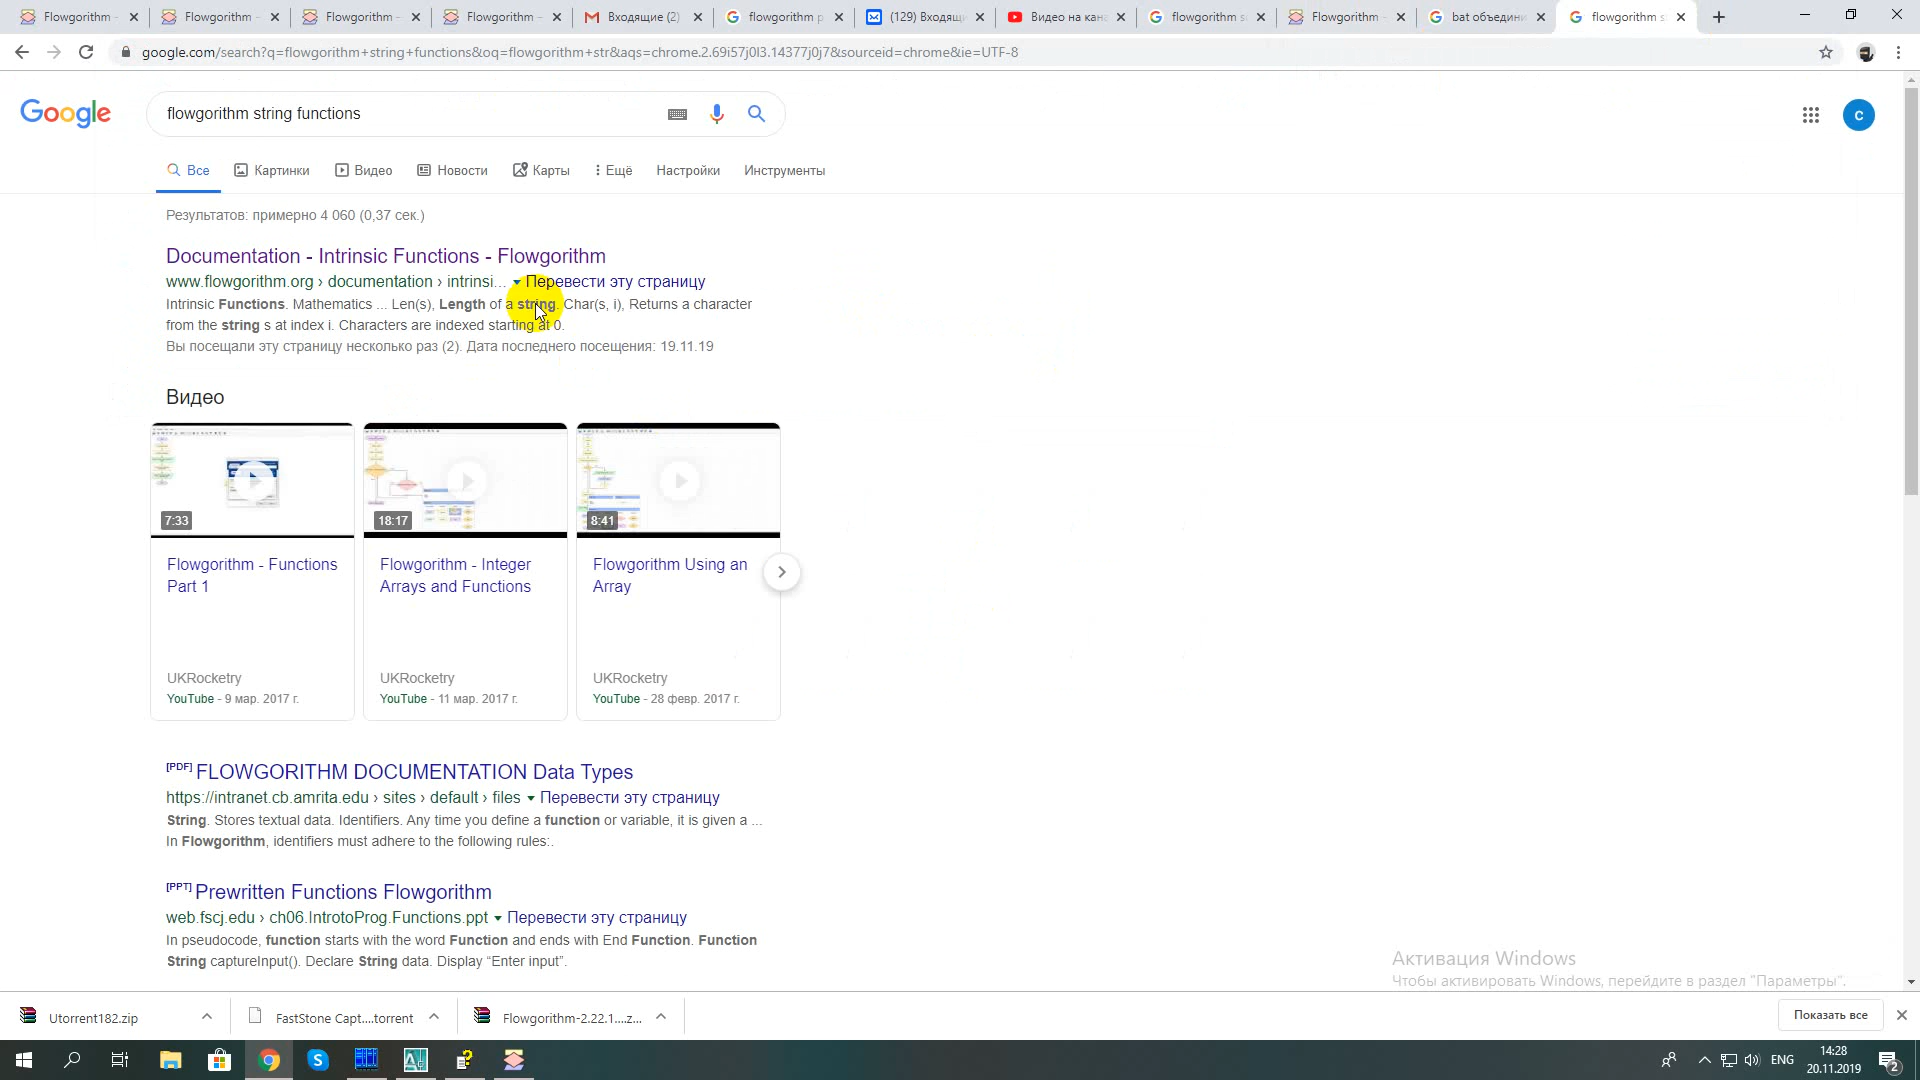 Flowgorithm -
Flowgorithm -
Flowgorithm -
Flowgorithm -
Входящие (2)
flowgorithm p
(129) Входящ
Видео на кана
flowgorithm s
Flowgorithm -
bat объедини
flowgorithm s
google.com/search?q=flowgorithm+string+functions&oq=flowgorithm+str&aqs=chrome.2.69i57j0l3.14377j0j7&sourceid=chrome&ie=UTF-8
Google
flowgorithm string functions
C
Все
Картинки
Видео
Новости
Карты
Ещё
Настройки
Инструменты
Результатов: примерно 4 060 (0,37 сек.)
Documentation - Intrinsic Functions - Flowgorithm
www.flowgorithm.org › documentation › intrinsi... Перевести эту страницу
Intrinsic Functions. Mathematics ... Len(s), Length of a string. Char(s, i), Returns a character
from the string s at index i. Characters are indexed starting at 0.
Вы посещали эту страницу несколько раз (2). Дата последнего посещения: 19.11.19
Видео
7:33
18:17
8:41
Flowgorithm - Functions
Part 1
Flowgorithm - Integer
Arrays and Functions
Flowgorithm Using an
Array
UKRocketry
UKRocketry
UKRocketry
YouTube - 9 мар. 2017 г.
YouTube - 11 мар. 2017 г.
YouTube - 28 февр. 2017 г.
[PDF] FLOWGORITHM DOCUMENTATION Data Types
https://intranet.cb.amrita.edu › sites › default › files Перевести эту страницу
String. Stores textual data. Identifiers. Any time you define a function or variable, it is given a ...
In Flowgorithm, identifiers must adhere to the following rules:.
[PPT] Prewritten Functions Flowgorithm
web.fscj.edu › ch06.IntrotoProg.Functions.ppt Перевести эту страницу
In pseudocode, function starts with the word Function and ends with End Function. Function
String captureInput(). Declare String data. Display “Enter input”.
Активация Windows
Чтобы активировать Windows, перейдите в раздел "Параметры".
Utorrent182.zip
FastStone Capt....torrent
Flowgorithm-2.22.1....z...
Показать все
ENG
14:28
20.11.2019
2